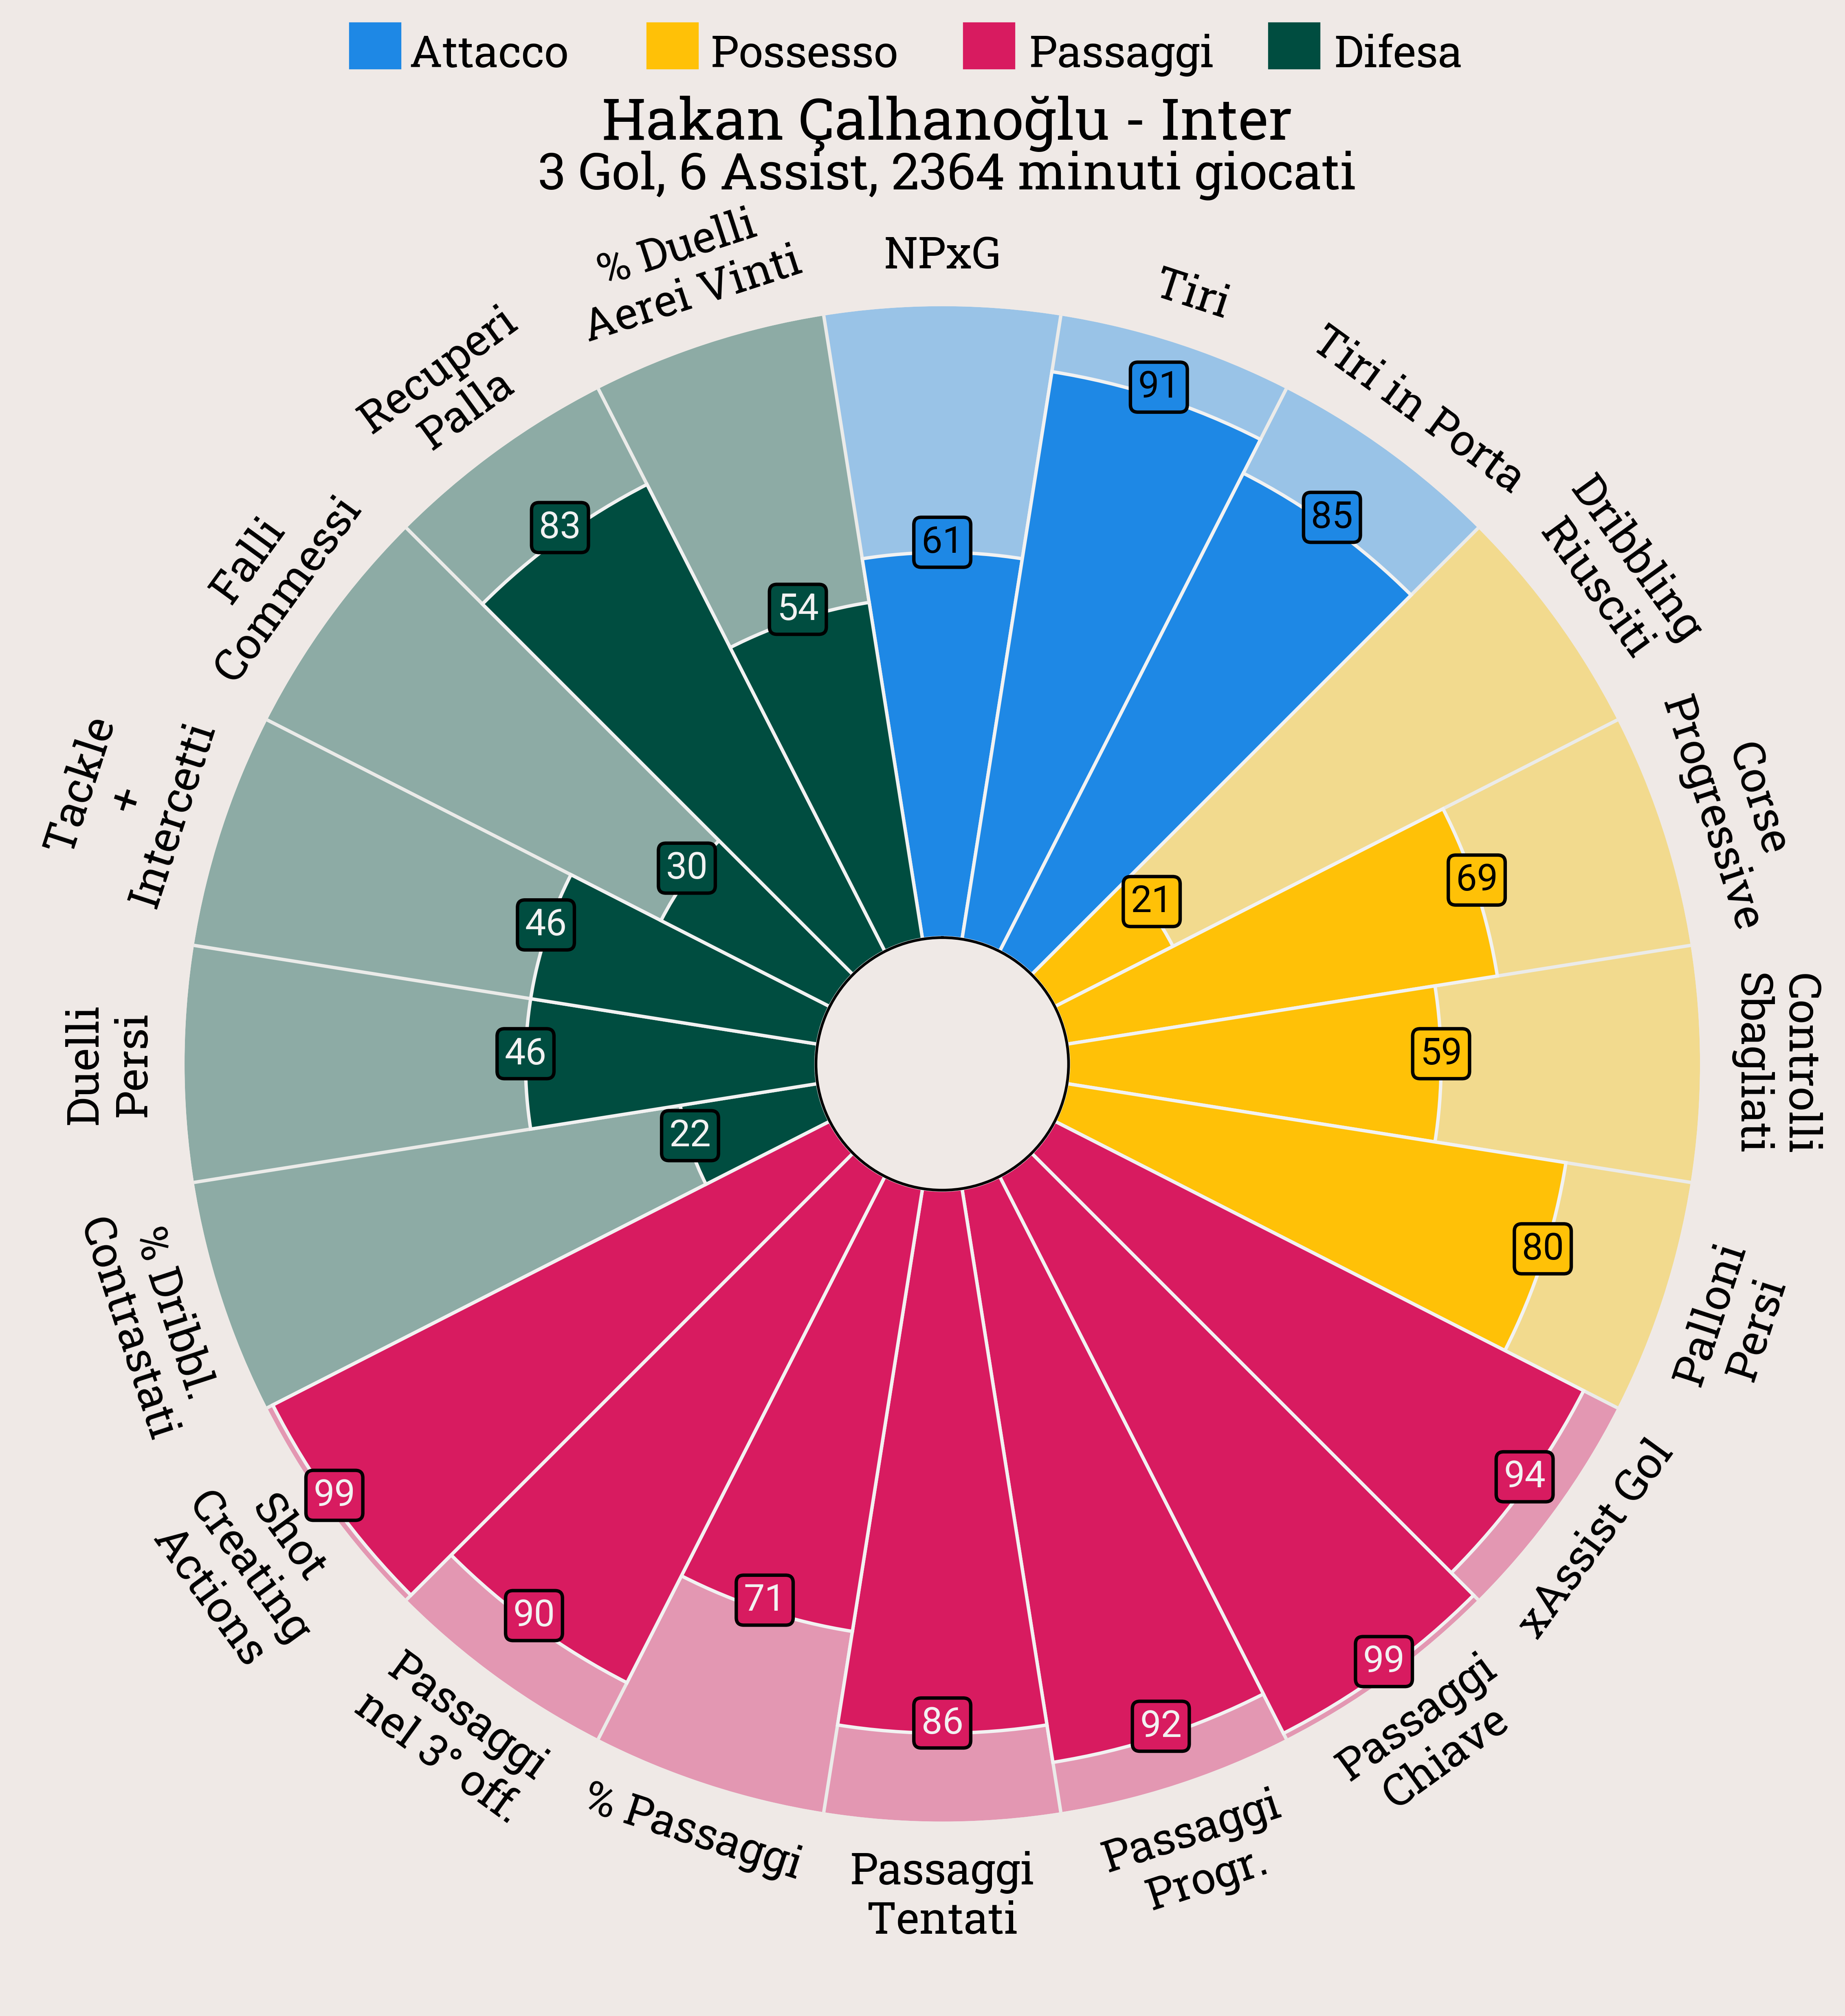 Attacco
Possesso
Passaggi
Difesa
Hakan Çalhanoğlu - Inter
3 Gol, 6 Assist, 2364 minuti giocati
NPxG
61
Tiri
91
Tiri in Porta
85
Dribbling
Riusciti
21
Corse
Progressive
69
Controlli
Sbagliati
59
Palloni
Persi
80
xAssist Gol
94
Passaggi
Chiave
99
Passaggi
Progr.
92
Passaggi
Tentati
86
% Passaggi
71
Passaggi
nel 3° off.
90
Shot
Creating
Actions
99
% Dribbl.
Contrastati
22
Duelli
Persi
46
Tackle
+
Intercetti
46
Falli
Commessi
30
Recuperi
Palla
83
% Duelli
Aerei Vinti
54